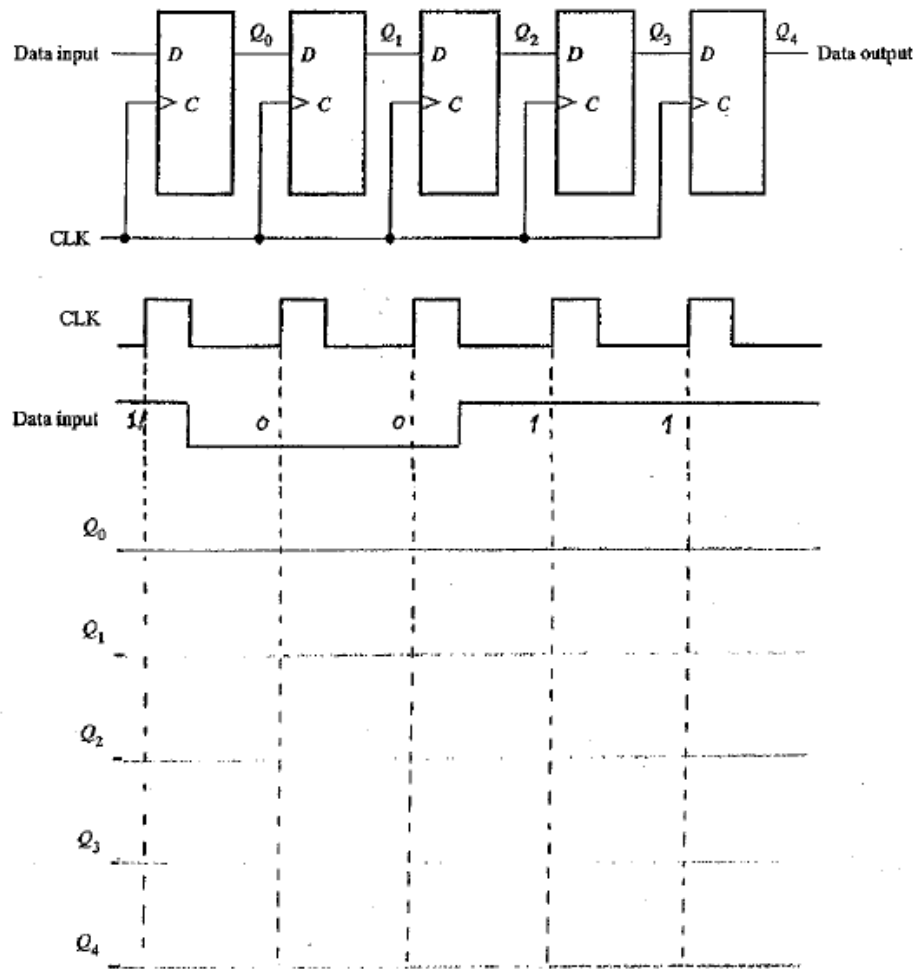 Data input D Q0 D Q1 D Q2 D Q3 D Q4 Data output
C C C C C
CLK
CLK
Data input 1 0 0 1 1
Q0
Q1
Q2
Q3
Q4